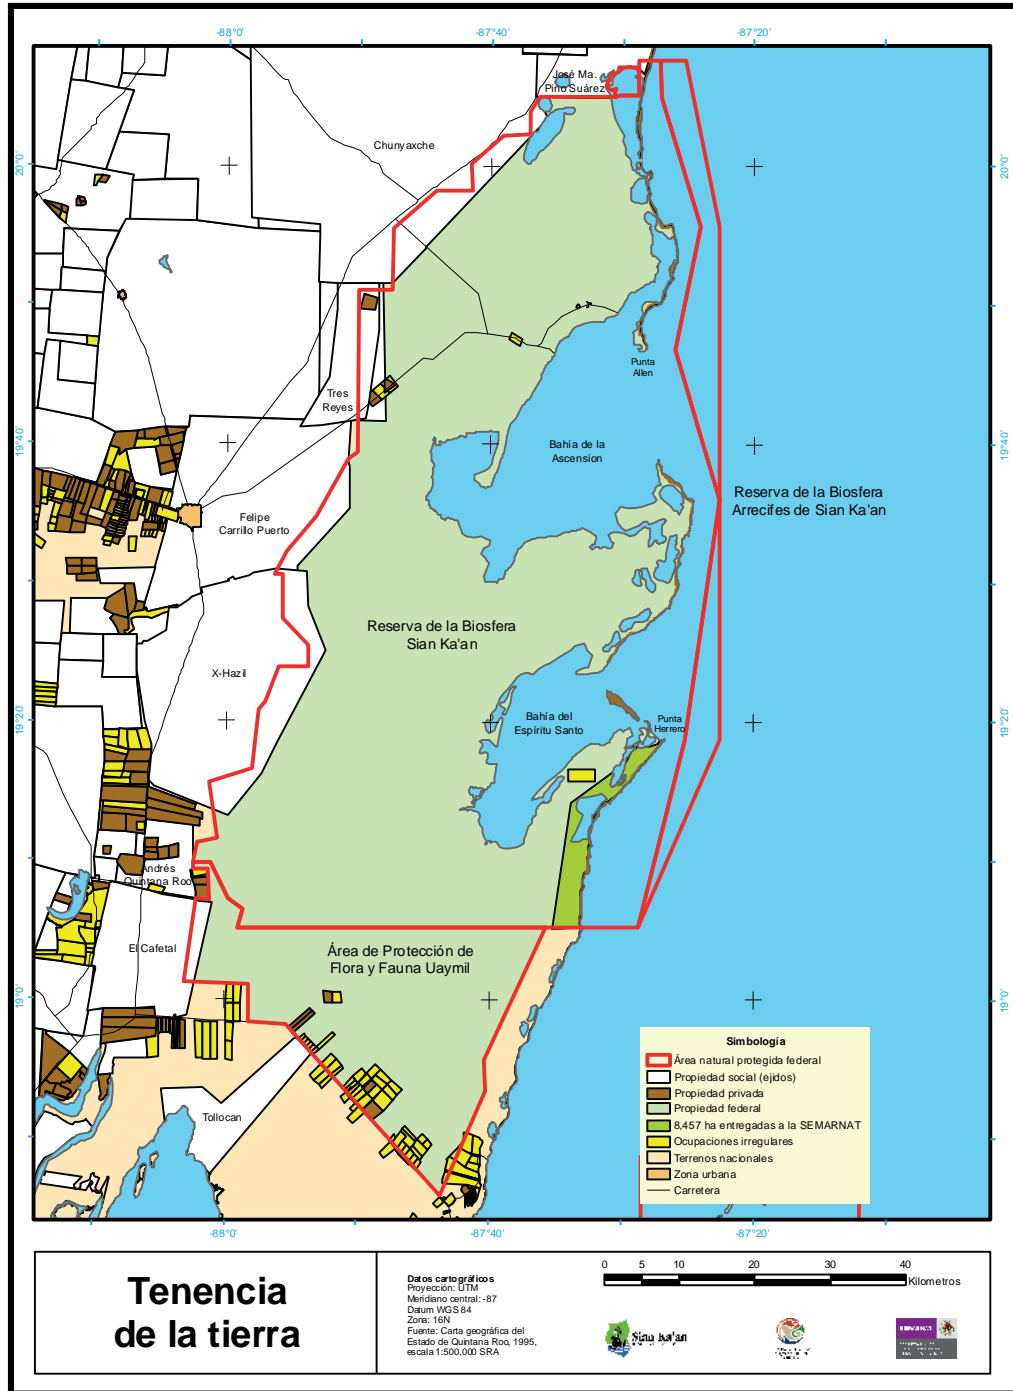 -88°0'
-87°40'
-87°20'
José Ma.
Pino Suárez
Chunyaxche
20°0'
20°0'
Punta
Allen
Tres
Reyes
19°40'
19°40'
Bahía de la
Ascension
Reserva de la Biosfera
Arrecifes de Sian Ka'an
Felipe
Carrillo Puerto
Reserva de la Biosfera
Sian Ka'an
X-Hazil
19°20'
19°20'
Bahía del
Espíritu Santo
Punta
Herrero
Andrés
Quintana Roo
El Cafetal
Área de Protección de
Flora y Fauna Uaymil
19°0'
19°0'
Tollocan
Simbología
Área natural protegida federal
Propiedad social (ejidos)
Propiedad privada
Propiedad federal
8,457 ha entregadas a la SEMARNAT
Ocupaciones irregulares
Terrenos nacionales
Zona urbana
Carretera
-88°0'
-87°40'
-87°20'
Tenencia
de la tierra
Datos cartográficos
Proyección: UTM
Meridiano central: -87
Datum WGS 84
Zona: 16N
Fuente: Carta geográfica del
Estado de Quintana Roo, 1995,
escala 1:500,000 SRA
0 5 10 20 30 40
Kilometros
Sian Ka'an